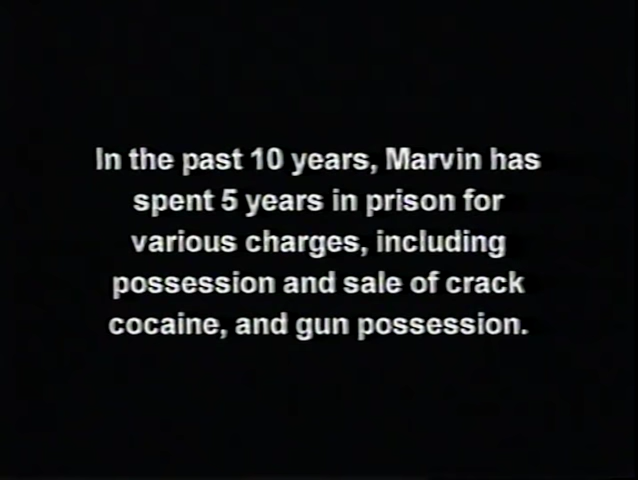 In the past 10 years, Marvin has
spent 5 years in prison for
various charges, including
possession and sale of crack
cocaine, and gun possession.